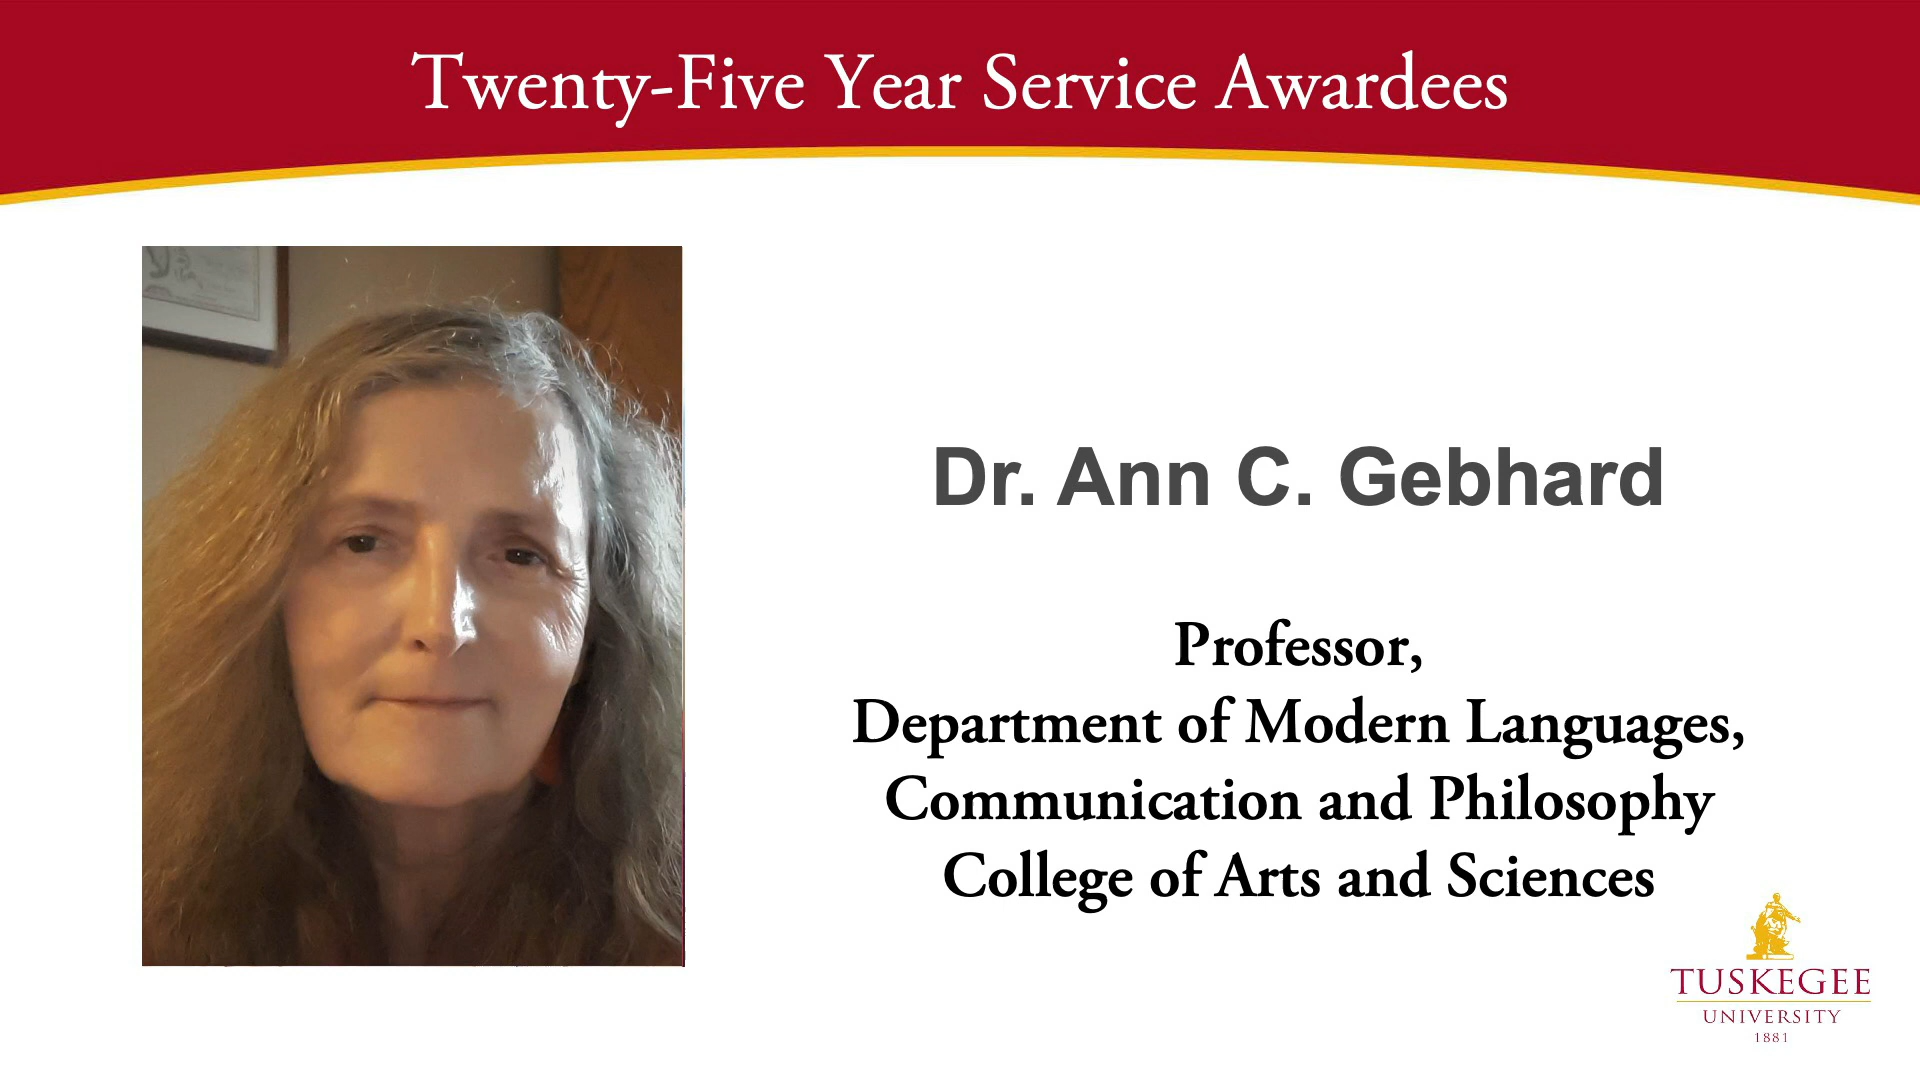 Twenty-Five Year Service Awardees
Dr. Ann C. Gebhard
Professor,
Department of Modern Languages,
Communication and Philosophy
College of Arts and Sciences
TUSKEGEE
UNIVERSITY
1881